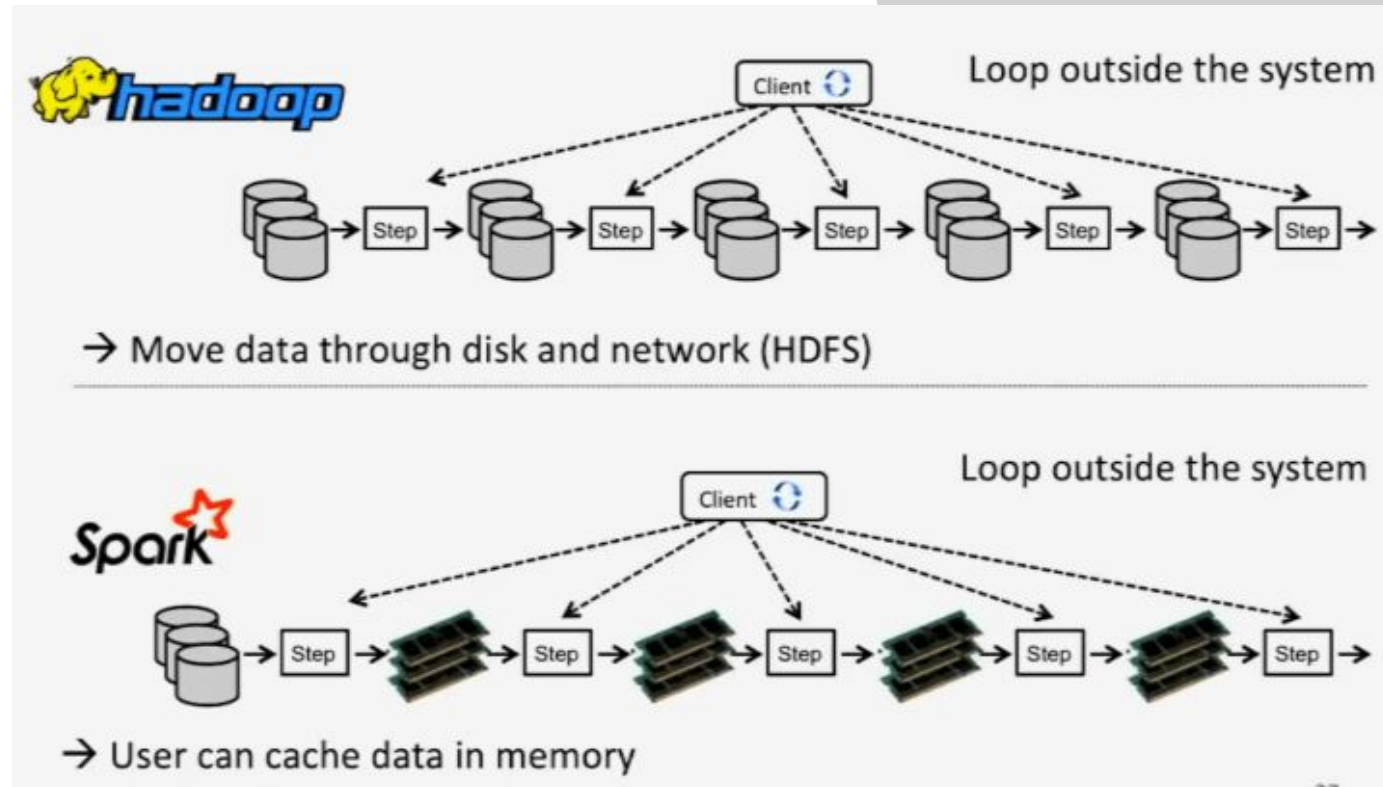 hadoop
Client
Loop outside the system
Step
Step
Step
Step
Step
→ Move data through disk and network (HDFS)
Spark
Client
Loop outside the system
Step
Step
Step
Step
Step
→ User can cache data in memory